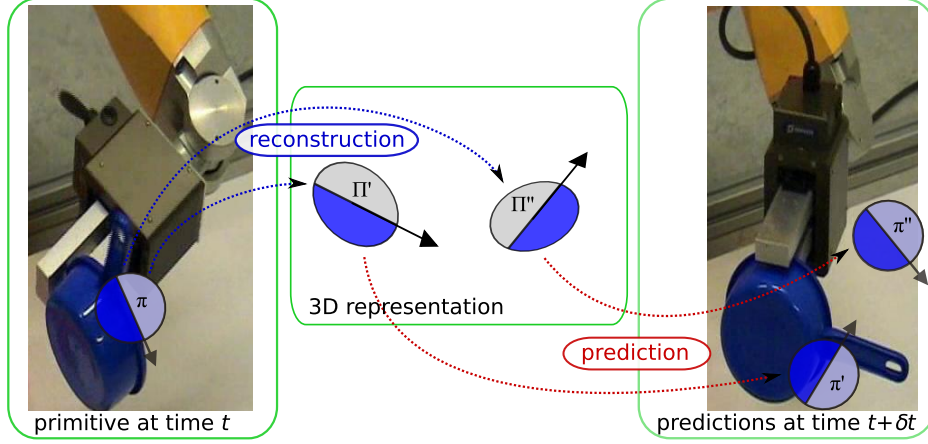 reconstruction
Π' Π''
π π''
3D representation
prediction
π'
primitive at time t
predictions at time t+δt